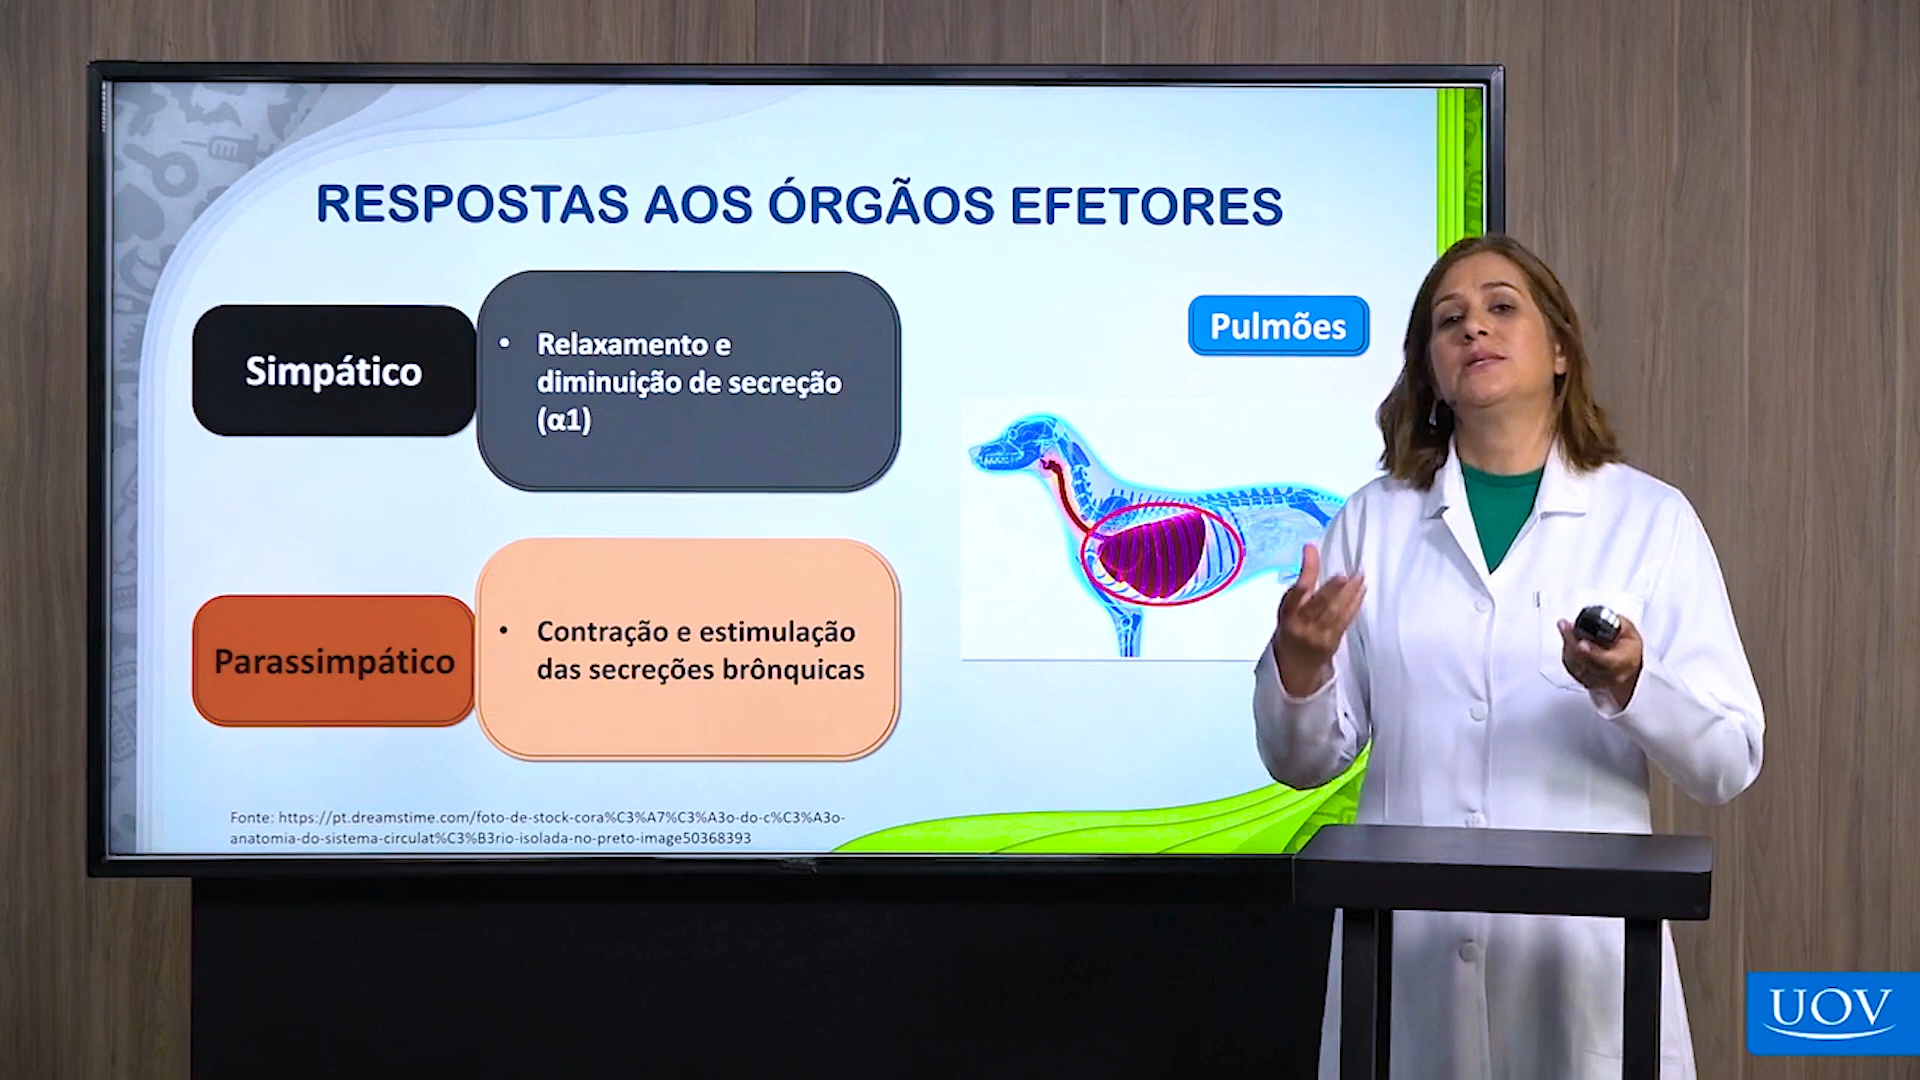 RESPOSTAS AOS ÓRGÃOS EFETORES
Simpático
• Relaxamento e
diminuição de secreção
(α1)
Pulmões
Parassimpático
• Contração e estimulação
das secreções brônquicas
Fonte: https://pt.dreamstime.com/foto-de-stock-cora%C3%A7%C3%A3o-do-c%C3%A3o-
anatomia-do-sistema-circulat%C3%B3rio-isolada-no-preto-image50368393
UOV